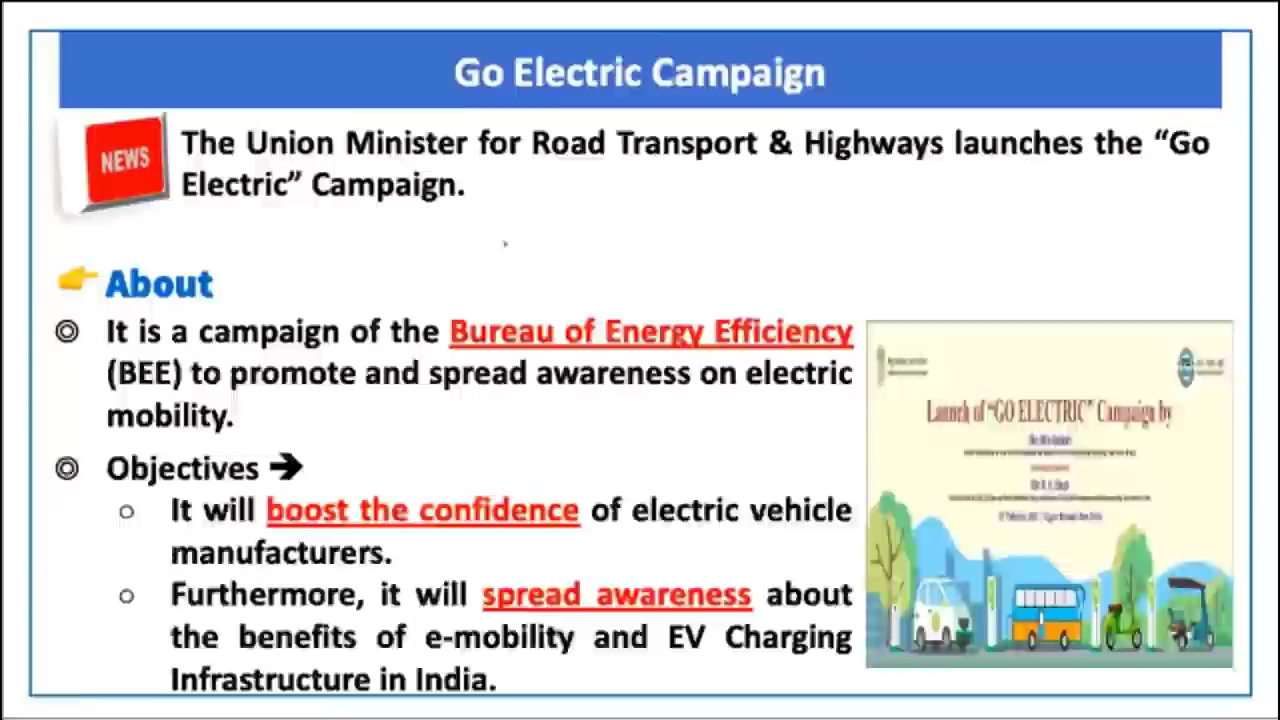 Go Electric Campaign
NEWS
The Union Minister for Road Transport & Highways launches the “Go
Electric” Campaign.
About
It is a campaign of the Bureau of Energy Efficiency
(BEE) to promote and spread awareness on electric
mobility.
Objectives
It will boost the confidence of electric vehicle
manufacturers.
Furthermore, it will spread awareness about
the benefits of e-mobility and EV Charging
Infrastructure in India.
Launch of “GO ELECTRIC” Campaign by